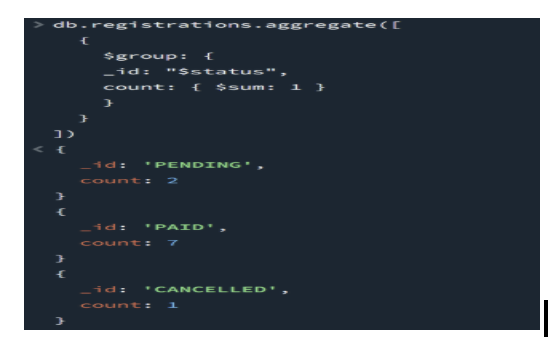 > db.registrations.aggregate([
{
$group: {
_id: "$status",
count: { $sum: 1 }
}
}
])
< {
_id: 'PENDING',
count: 2
}
{
_id: 'PAID',
count: 7
}
{
_id: 'CANCELLED',
count: 1
}